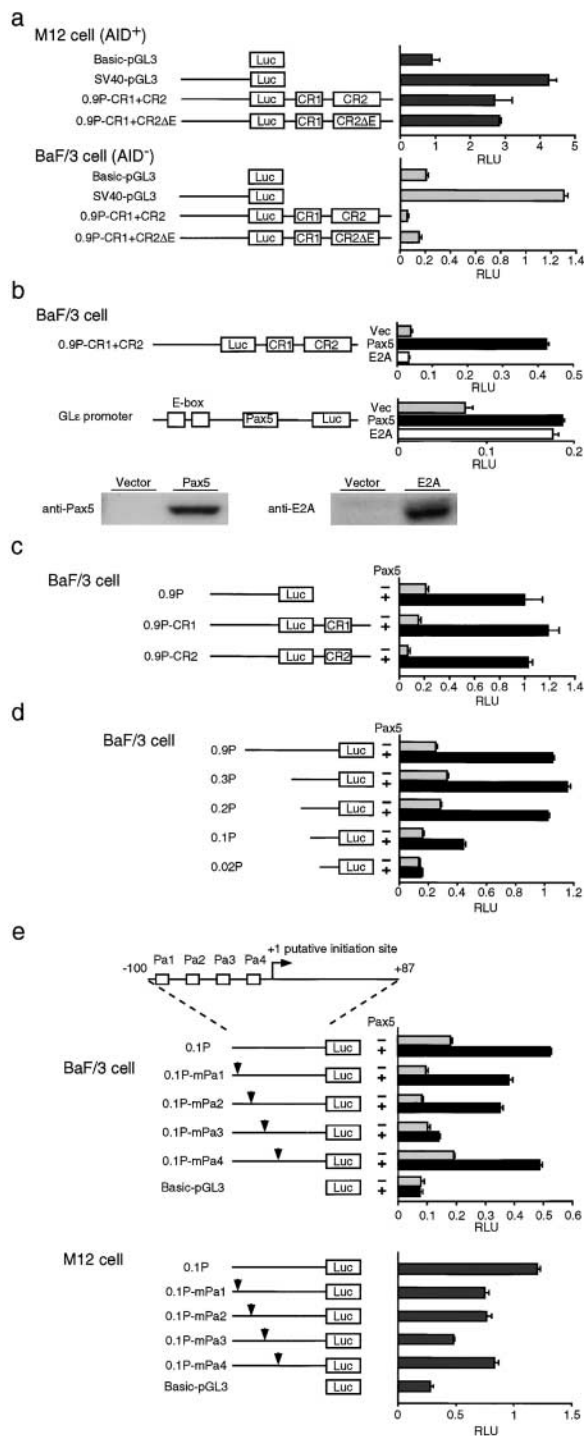 a
M12 cell (AID+)
Basic-pGL3 Luc
SV40-pGL3 Luc
0.9P-CR1+CR2 Luc CR1 CR2
0.9P-CR1+CR2ΔE Luc CR1 CR2ΔE
0 1 2 3 4 5
RLU
BaF/3 cell (AID-)
Basic-pGL3 Luc
SV40-pGL3 Luc
0.9P-CR1+CR2 Luc CR1 CR2
0.9P-CR1+CR2ΔE Luc CR1 CR2ΔE
0 0.2 0.4 0.6 0.8 1 1.2 1.4
RLU
b
BaF/3 cell
0.9P-CR1+CR2 Luc CR1 CR2
Vec
Pax5
E2A
0 0.1 0.2 0.3 0.4 0.5
RLU
GLε promoter E-box Pax5 Luc
Vec
Pax5
E2A
0.1 0.2
RLU
Vector Pax5 Vector E2A
anti-Pax5 anti-E2A
c
BaF/3 cell
Pax5
0.9P Luc − +
0.9P-CR1 Luc CR1 − +
0.9P-CR2 Luc CR2 − +
0 0.2 0.4 0.6 0.8 1 1.2 1.4
RLU
d
BaF/3 cell
Pax5
0.9P Luc − +
0.3P Luc − +
0.2P Luc − +
0.1P Luc − +
0.02P Luc − +
0 0.2 0.4 0.6 0.8 1 1.2
RLU
e
+1 putative initiation site
Pa1 Pa2 Pa3 Pa4
-100 +87
BaF/3 cell
Pax5
0.1P Luc − +
0.1P-mPa1 Luc − +
0.1P-mPa2 Luc − +
0.1P-mPa3 Luc − +
0.1P-mPa4 Luc − +
Basic-pGL3 Luc − +
0 0.1 0.2 0.3 0.4 0.5 0.6
RLU
M12 cell
0.1P Luc
0.1P-mPa1 Luc
0.1P-mPa2 Luc
0.1P-mPa3 Luc
0.1P-mPa4 Luc
Basic-pGL3 Luc
0 0.5 1 1.5
RLU